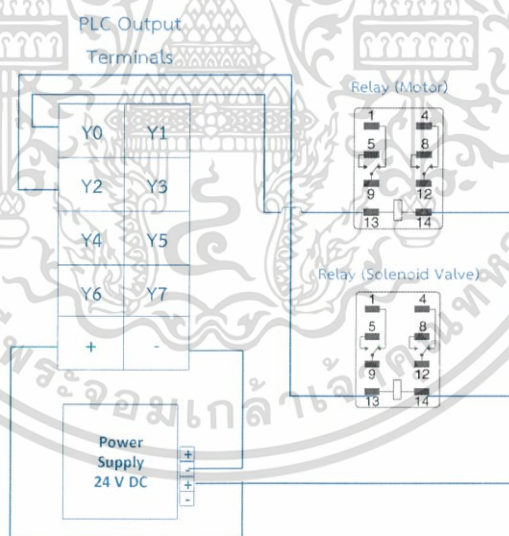 PLC Output
Terminals
Y0 Y1
Y2 Y3
Y4 Y5
Y6 Y7
+ -
Power
Supply
24 V DC
+
-
+
-
Relay (Motor)
1 4
5 8
9 12
13 14
Relay (Solenoid Valve)
1 4
5 8
9 12
13 14